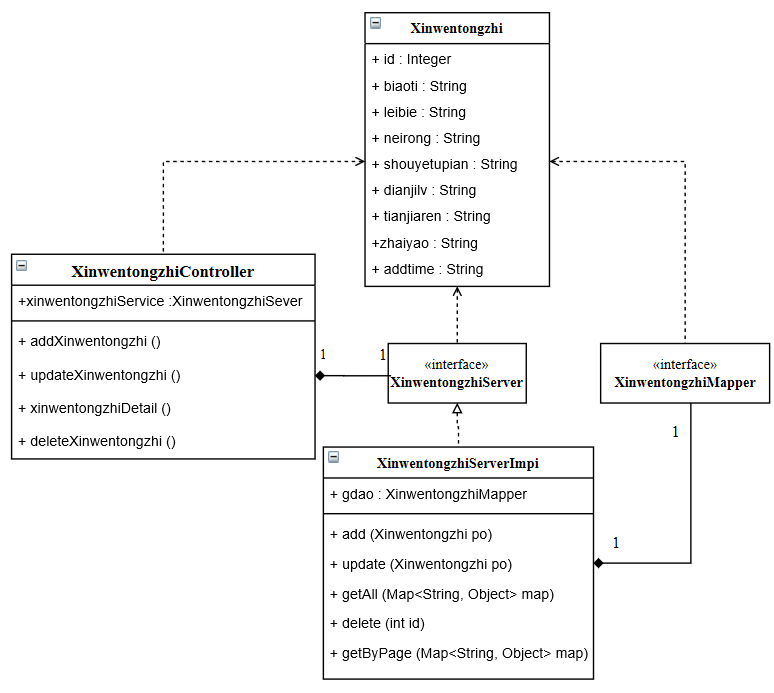 Xinwentongzhi
+ id : Integer
+ biaoti : String
+ leibie : String
+ neirong : String
+ shouyetupian : String
+ dianjilv : String
+ tianjiaren : String
+zhaiyao : String
+ addtime : String
XinwentongzhiController
+xinwentongzhiService :XinwentongzhiSever
+ addXinwentongzhi ()
+ updateXinwentongzhi ()
+ xinwentongzhiDetail ()
+ deleteXinwentongzhi ()
1
1
«interface»
XinwentongzhiServer
«interface»
XinwentongzhiMapper
1
XinwentongzhiServerImpi
+ gdao : XinwentongzhiMapper
+ add (Xinwentongzhi po)
+ update (Xinwentongzhi po)
+ getAll (Map<String, Object> map)
+ delete (int id)
+ getByPage (Map<String, Object> map)
1